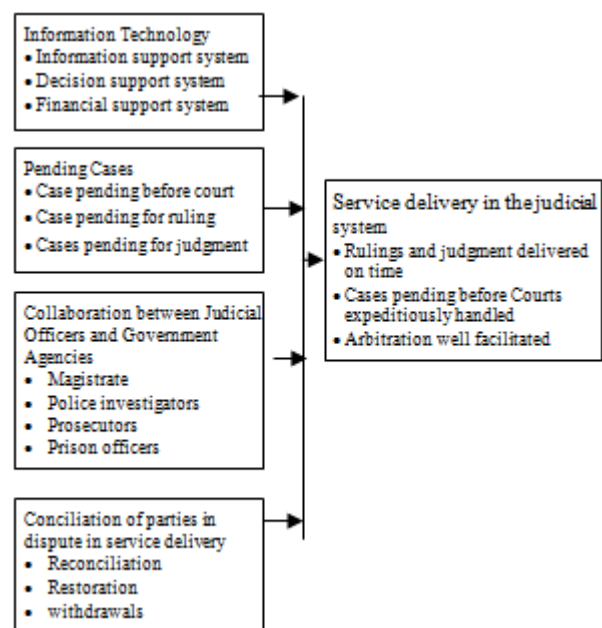 Information Technology
• Information support system
• Decision support system
• Financial support system
Pending Cases
• Case pending before court
• Case pending for ruling
• Cases pending for judgment
Collaboration between Judicial
Officers and Government
Agencies
• Magistrate
• Police investigators
• Prosecutors
• Prison officers
Conciliation of parties in
dispute in service delivery
• Reconciliation
• Restoration
• withdrawals
Service delivery in the judicial
system
• Rulings and judgment delivered
on time
• Cases pending before Courts
expeditiously handled
• Arbitration well facilitated